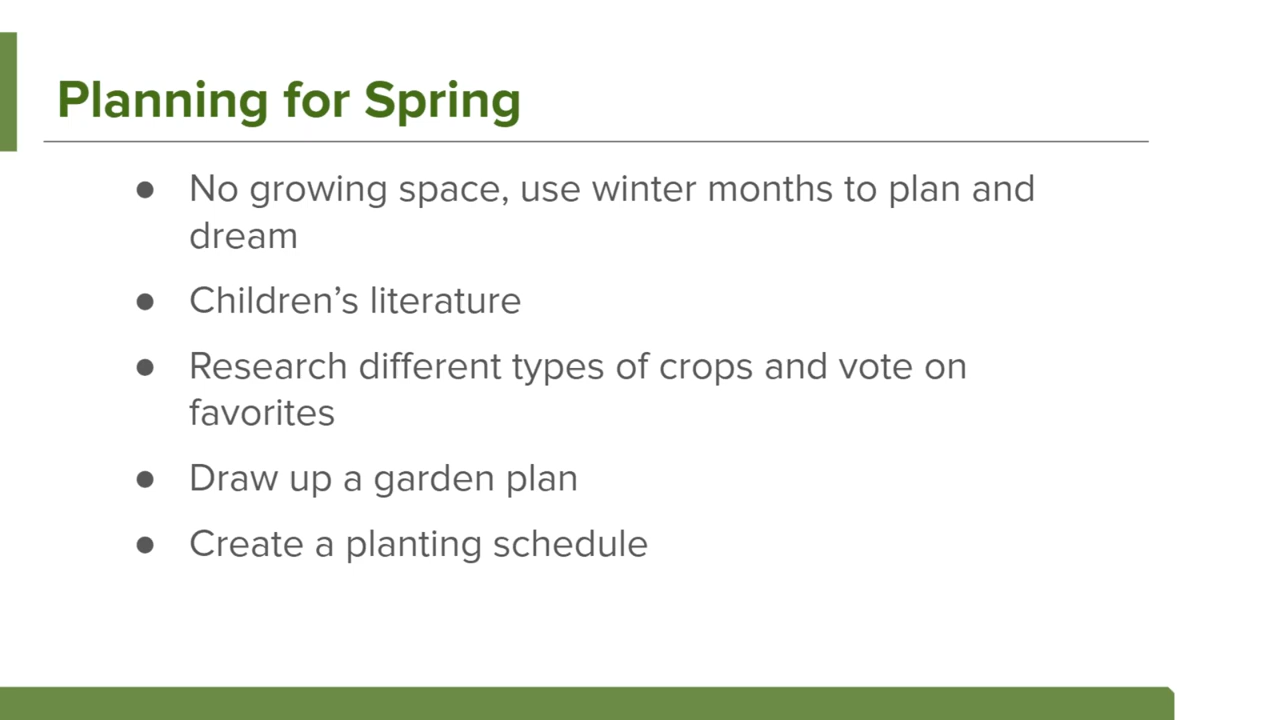 Planning for Spring
● No growing space, use winter months to plan and
dream
● Children’s literature
● Research different types of crops and vote on
favorites
● Draw up a garden plan
● Create a planting schedule